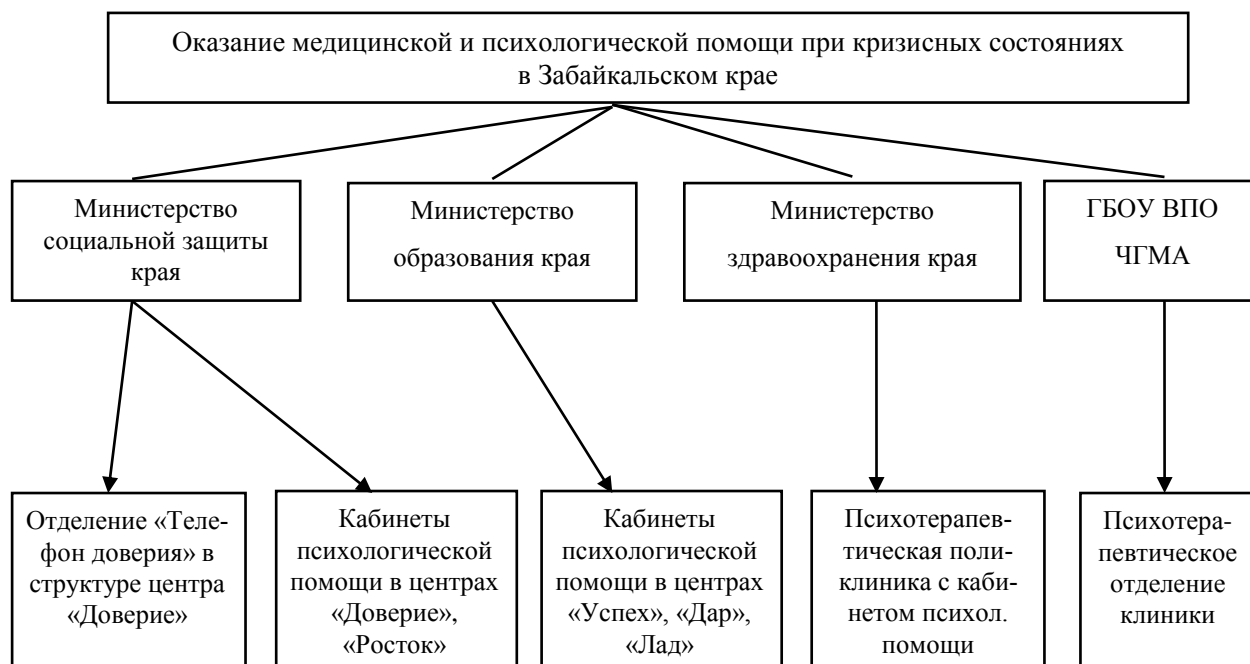 Оказание медицинской и психологической помощи при кризисных состояниях
в Забайкальском крае
Министерство
социальной защиты
края
Министерство
образования края
Министерство
здравоохранения края
ГБОУ ВПО
ЧГМА
Отделение «Теле-
фон доверия» в
структуре центра
«Доверие»
Кабинеты
психологической
помощи в центрах
«Доверие»,
«Росток»
Кабинеты
психологической
помощи в центрах
«Успех», «Дар»,
«Лад»
Психотерапев-
тическая поли-
клиника с каби-
нетом психол.
помощи
Психотера-
певтическое
отделение
клиники